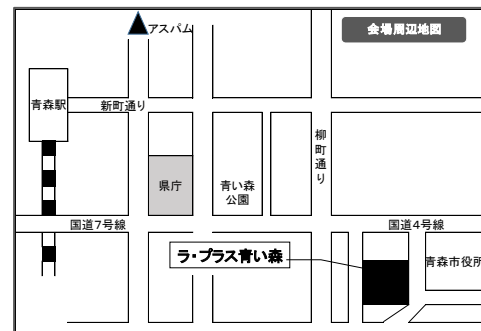 アスパム
会場周辺地図
青森駅
新町通り
柳町通り
県庁
青い森
公園
国道7号線
国道4号線
ラ・プラス青い森
青森市役所